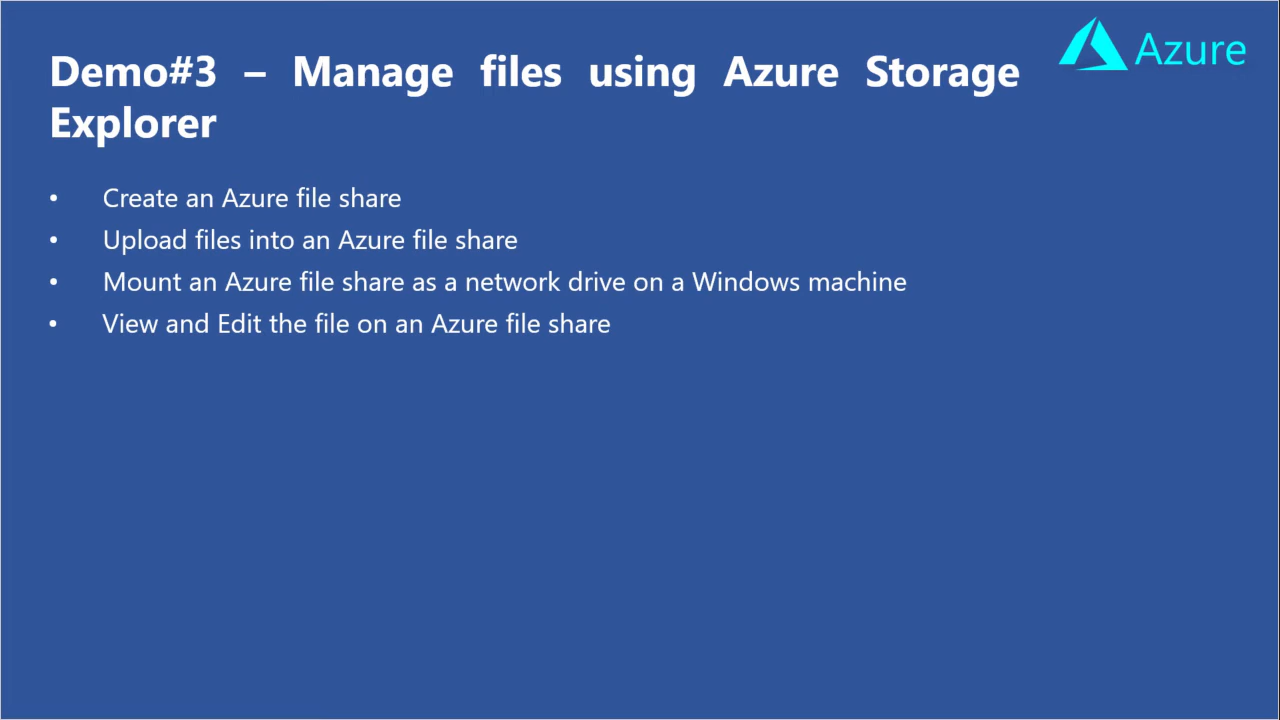 Azure
Demo#3 – Manage files using Azure Storage
Explorer
• Create an Azure file share
• Upload files into an Azure file share
• Mount an Azure file share as a network drive on a Windows machine
• View and Edit the file on an Azure file share